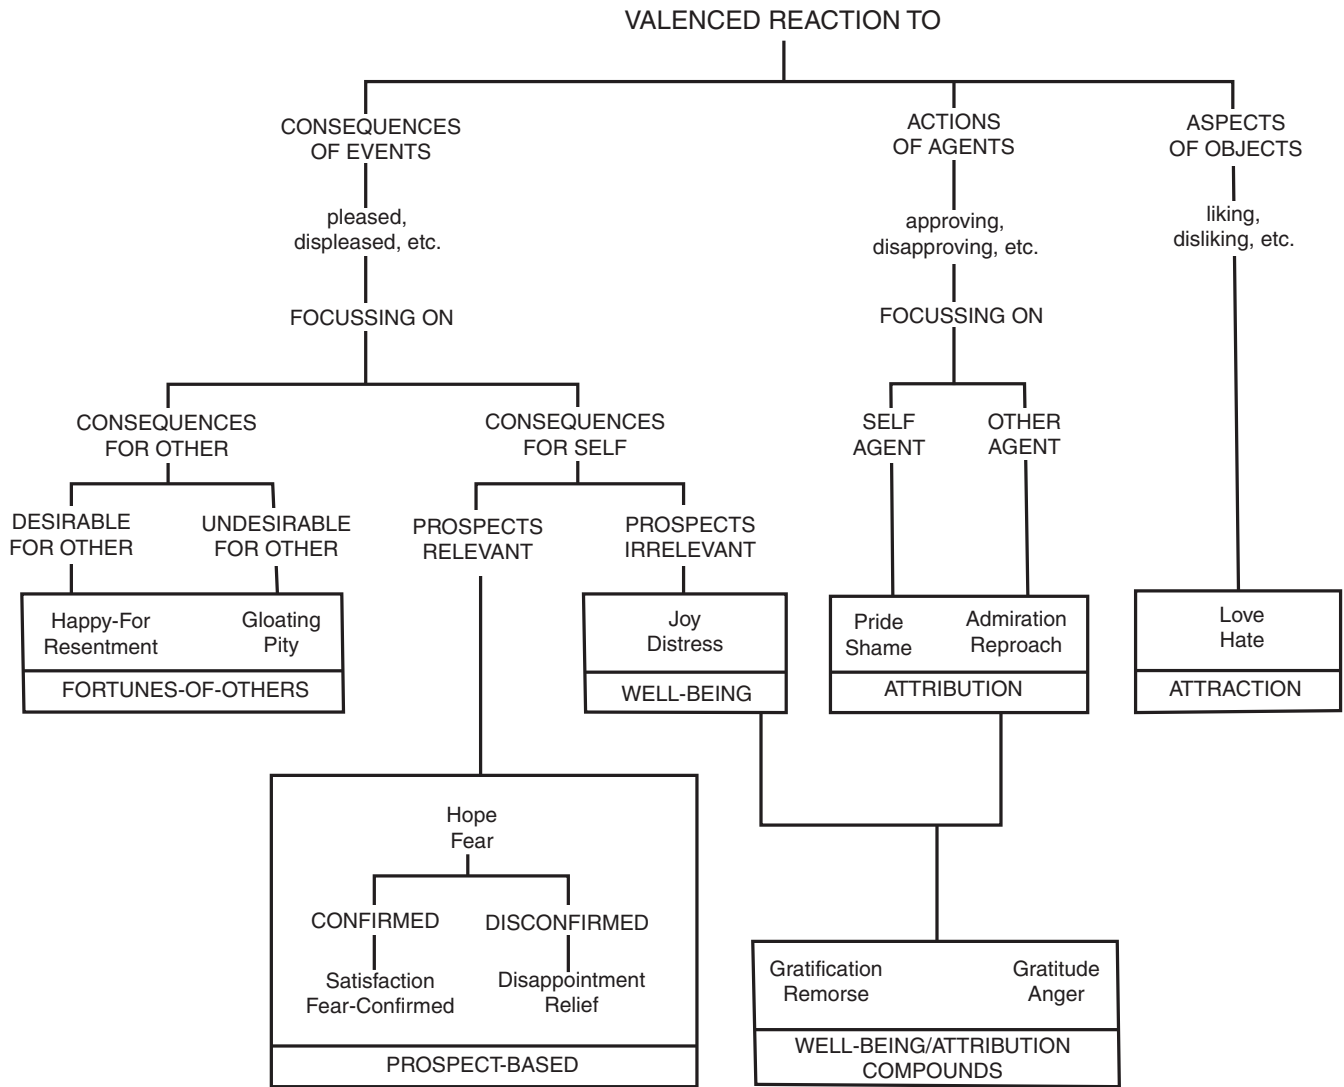 VALENCED REACTION TO
CONSEQUENCES
OF EVENTS
ACTIONS
OF AGENTS
ASPECTS
OF OBJECTS
pleased,
displeased, etc.
approving,
disapproving, etc.
liking,
disliking, etc.
FOCUSSING ON
FOCUSSING ON
CONSEQUENCES
FOR OTHER
CONSEQUENCES
FOR SELF
SELF
AGENT
OTHER
AGENT
DESIRABLE
FOR OTHER
UNDESIRABLE
FOR OTHER
PROSPECTS
RELEVANT
PROSPECTS
IRRELEVANT
Happy-For
Resentment
Gloating
Pity
FORTUNES-OF-OTHERS
Joy
Distress
WELL-BEING
Pride
Shame
Admiration
Reproach
ATTRIBUTION
Love
Hate
ATTRACTION
Hope
Fear
CONFIRMED
DISCONFIRMED
Satisfaction
Fear-Confirmed
Disappointment
Relief
PROSPECT-BASED
Gratification
Remorse
Gratitude
Anger
WELL-BEING/ATTRIBUTION
COMPOUNDS